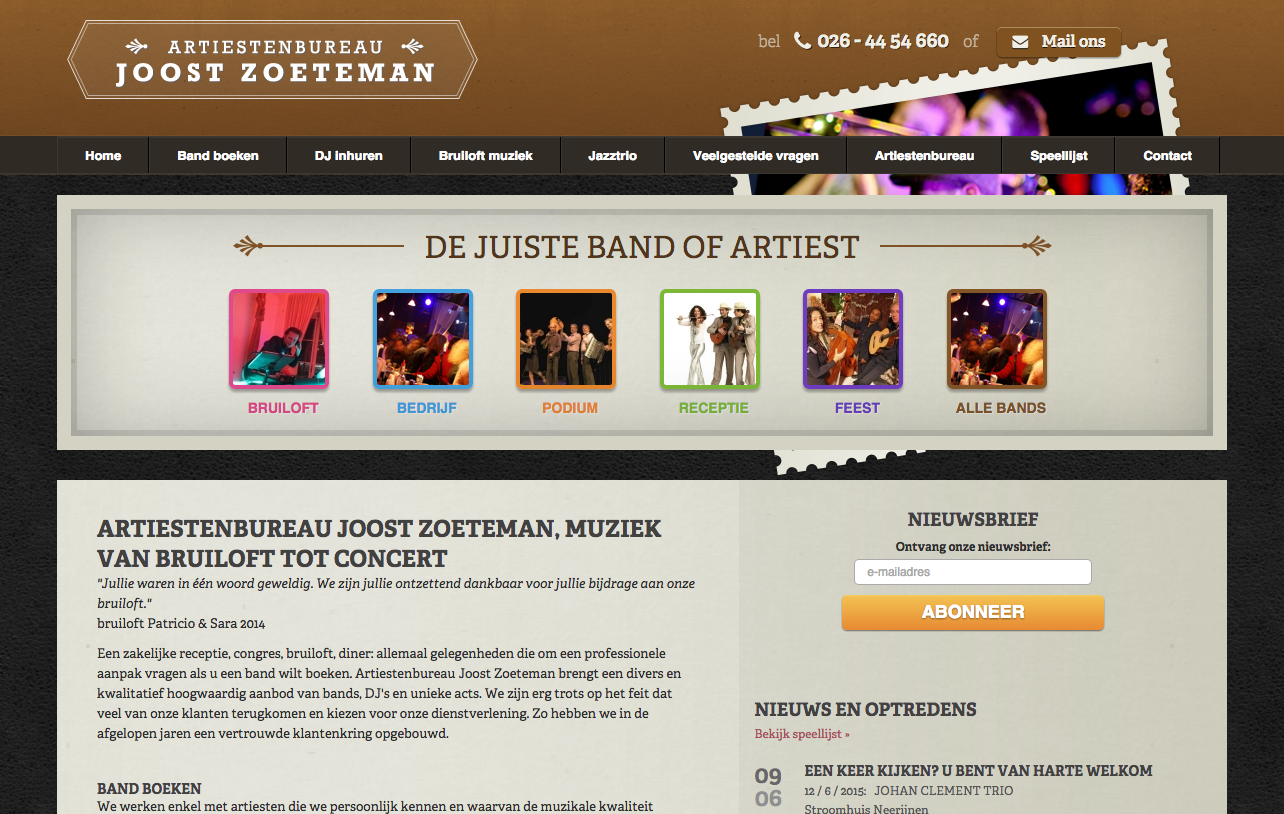 ARTIESTENBUREAU
JOOST ZOETEMAN
bel 026 - 44 54 660 of Mail ons
Home Band boeken DJ inhuren Bruiloft muziek Jazztrio Veelgestelde vragen Artiestenbureau Speellijst Contact
DE JUISTE BAND OF ARTIEST
BRUILOFT BEDRIJF PODIUM RECEPTIE FEEST ALLE BANDS
ARTIESTENBUREAU JOOST ZOETEMAN, MUZIEK
VAN BRUILOFT TOT CONCERT
"Jullie waren in één woord geweldig. We zijn jullie ontzettend dankbaar voor jullie bijdrage aan onze
bruiloft."
bruiloft Patricio & Sara 2014
Een zakelijke receptie, congres, bruiloft, diner: allemaal gelegenheden die om een professionele
aanpak vragen als u een band wilt boeken. Artiestenbureau Joost Zoeteman brengt een divers en
kwalitatief hoogwaardig aanbod van bands, DJ's en unieke acts. We zijn erg trots op het feit dat
veel van onze klanten terugkomen en kiezen voor onze dienstverlening. Zo hebben we in de
afgelopen jaren een vertrouwde klantenkring opgebouwd.
BAND BOEKEN
We werken enkel met artiesten die we persoonlijk kennen en waarvan de muzikale kwaliteit
NIEUWSBRIEF
Ontvang onze nieuwsbrief:
e-mailadres
ABONNEER
NIEUWS EN OPTREDENS
Bekijk speellijst »
09
06
EEN KEER KIJKEN? U BENT VAN HARTE WELKOM
12 / 6 / 2015: JOHAN CLEMENT TRIO
Stroomhuis Neerijnen